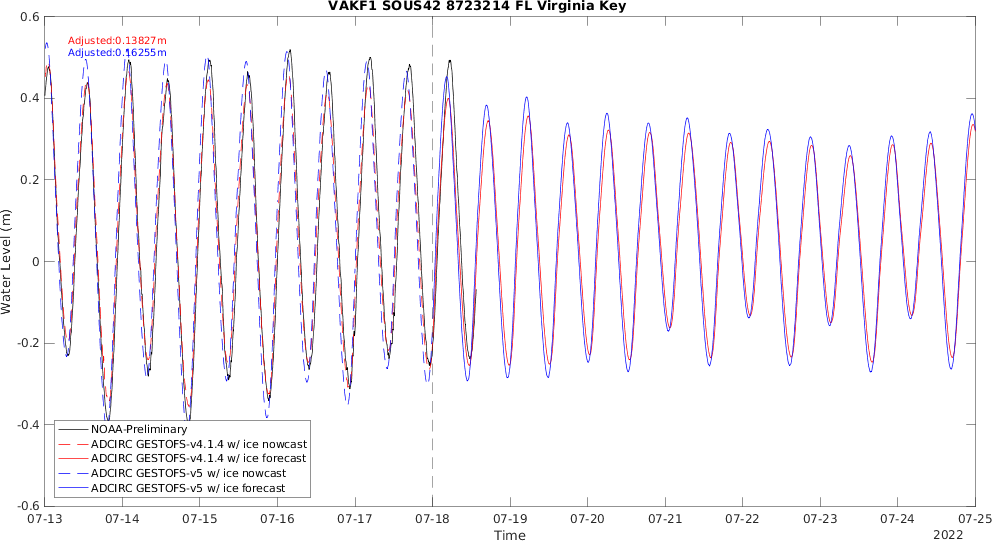 VAKF1 SOUS42 8723214 FL Virginia Key
Adjusted:0.13827m
Adjusted:0.16255m
Water Level (m)
0.6
0.4
0.2
0
-0.2
-0.4
-0.6
NOAA-Preliminary
ADCIRC GESTOFS-v4.1.4 w/ ice nowcast
ADCIRC GESTOFS-v4.1.4 w/ ice forecast
ADCIRC GESTOFS-v5 w/ ice nowcast
ADCIRC GESTOFS-v5 w/ ice forecast
07-13 07-14 07-15 07-16 07-17 07-18 07-19 07-20 07-21 07-22 07-23 07-24 07-25
Time
2022